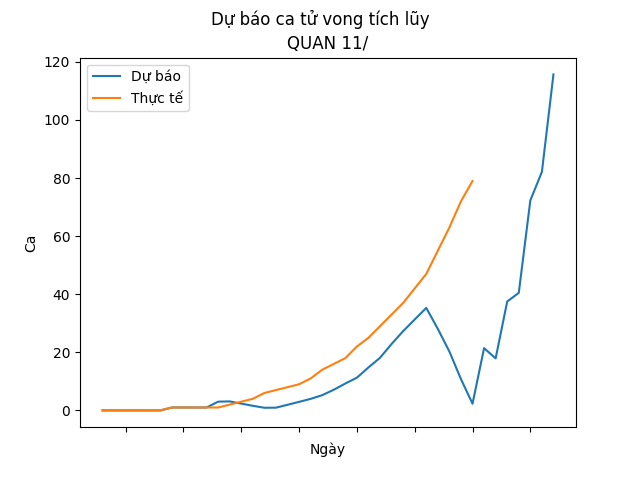 Dự báo ca tử vong tích lũy
QUAN 11/
Dự báo
Thực tế
120
100
80
60
40
20
0
Ca
Ngày